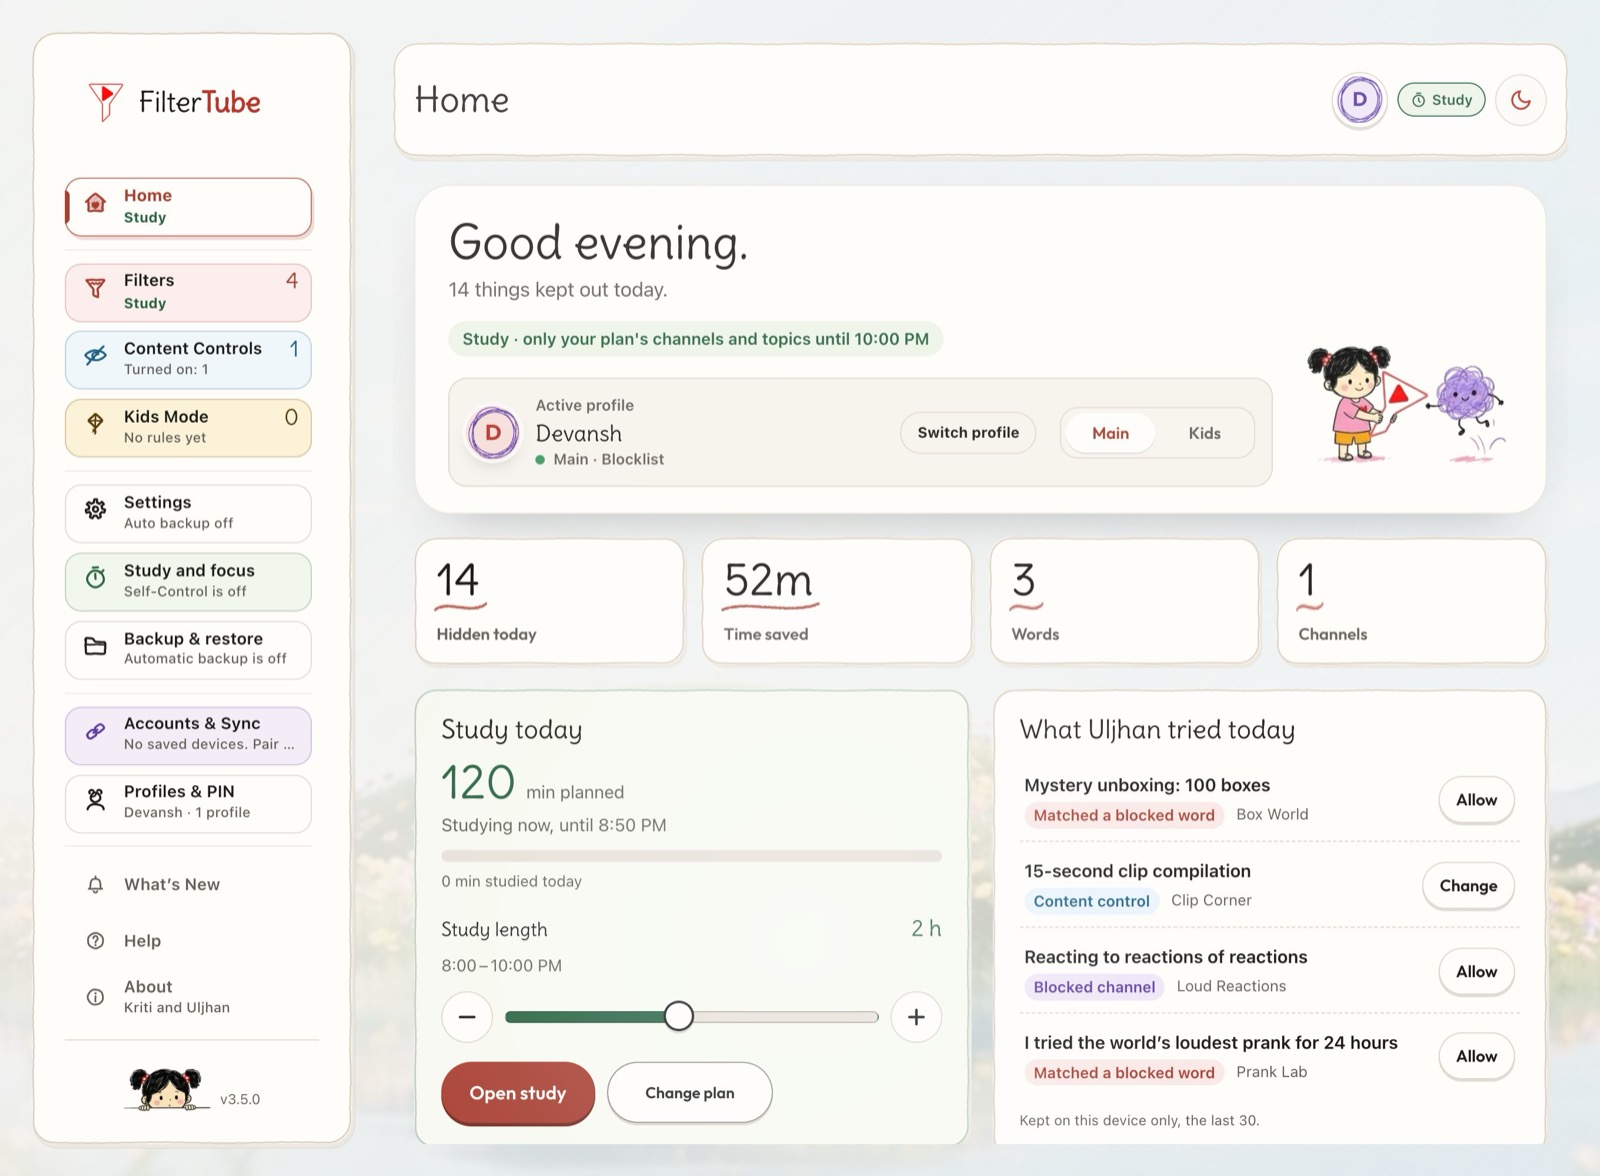 FilterTube
Home
Study
Filters 4
Study
Content Controls 1
Turned on: 1
Kids Mode 0
No rules yet
Settings
Auto backup off
Study and focus
Self-Control is off
Backup & restore
Automatic backup is off
Accounts & Sync
No saved devices. Pair ...
Profiles & PIN
Devansh · 1 profile
What's New
Help
About
Kriti and Uljhan
v3.5.0
Home
D
Study
Good evening.
14 things kept out today.
Study · only your plan's channels and topics until 10:00 PM
D
Active profile
Devansh
Main · Blocklist
Switch profile
Main
Kids
14
Hidden today
52m
Time saved
3
Words
1
Channels
Study today
120 min planned
Studying now, until 8:50 PM
0 min studied today
Study length 2 h
8:00–10:00 PM
Open study
Change plan
What Uljhan tried today
Mystery unboxing: 100 boxes
Matched a blocked word Box World
Allow
15-second clip compilation
Content control Clip Corner
Change
Reacting to reactions of reactions
Blocked channel Loud Reactions
Allow
I tried the world's loudest prank for 24 hours
Matched a blocked word Prank Lab
Allow
Kept on this device only, the last 30.